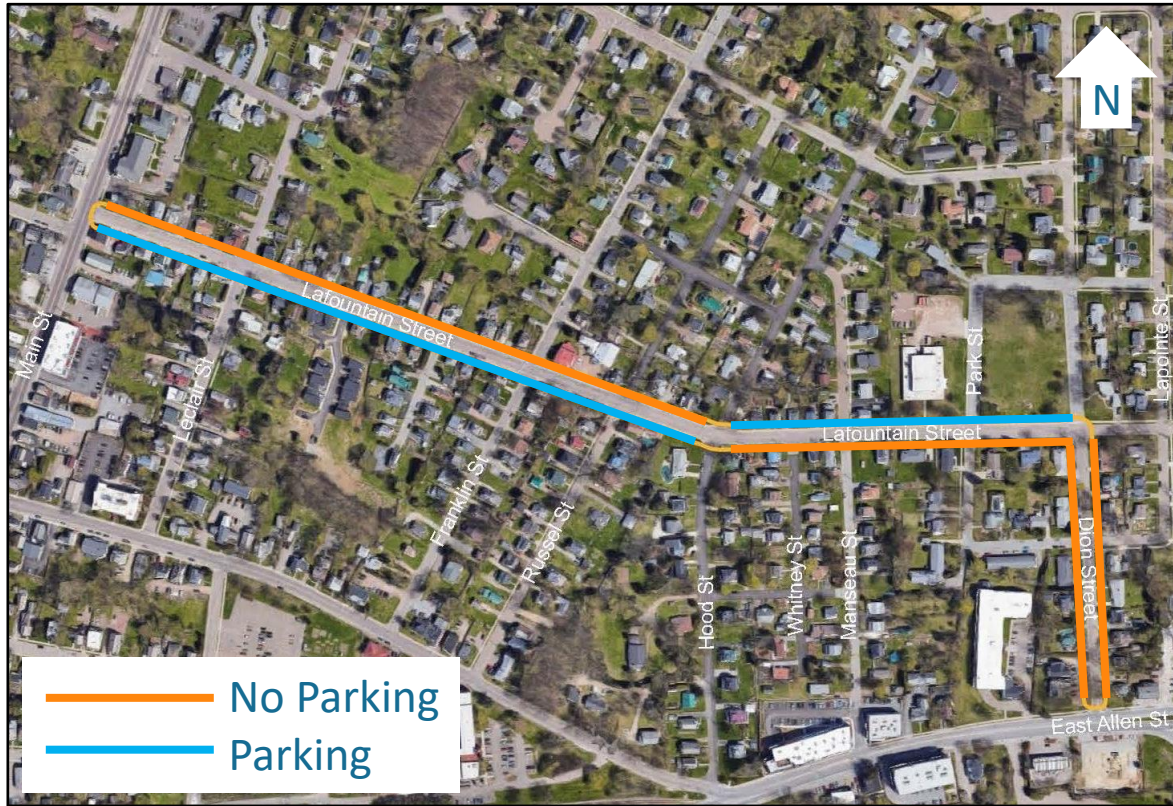 N
Main St
Leclair St
Lafountain Street
Franklin St
Russel St
Hood St
Whitney St
Manseau St
Park St
Lafountain Street
Lapointe St
Dion Street
East Allen St
No Parking
Parking